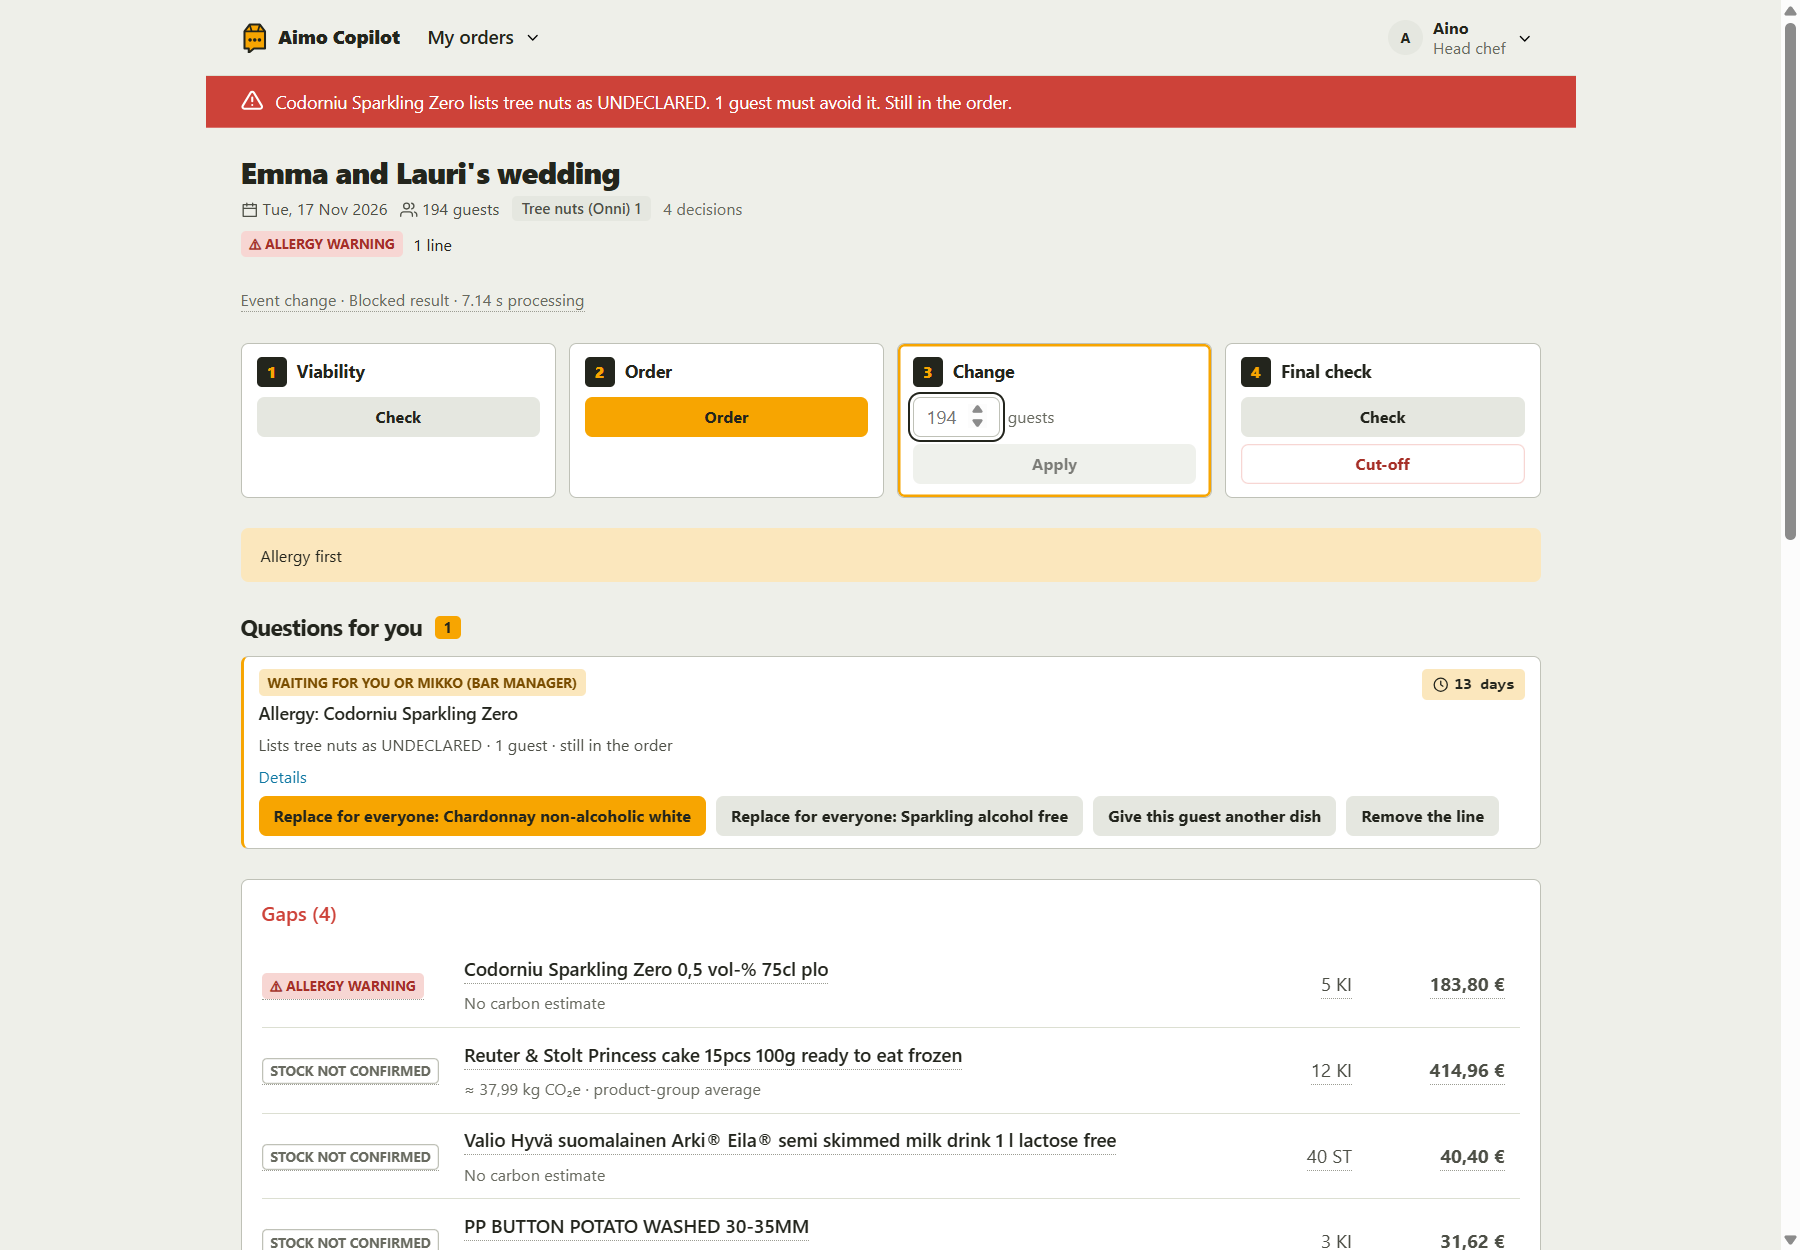 Aimo Copilot My orders
A Aino
Head chef
Codorniu Sparkling Zero lists tree nuts as UNDECLARED. 1 guest must avoid it. Still in the order.
Emma and Lauri's wedding
Tue, 17 Nov 2026 194 guests Tree nuts (Onni) 1 4 decisions
ALLERGY WARNING 1 line
Event change · Blocked result · 7.14 s processing
1 Viability
Check
2 Order
Order
3 Change
194 guests
Apply
4 Final check
Check
Cut-off
Allergy first
Questions for you 1
WAITING FOR YOU OR MIKKO (BAR MANAGER) 13 days
Allergy: Codorniu Sparkling Zero
Lists tree nuts as UNDECLARED · 1 guest · still in the order
Details
Replace for everyone: Chardonnay non-alcoholic white Replace for everyone: Sparkling alcohol free Give this guest another dish Remove the line
Gaps (4)
ALLERGY WARNING Codorniu Sparkling Zero 0,5 vol-% 75cl plo 5 KI 183,80 €
No carbon estimate
STOCK NOT CONFIRMED Reuter & Stolt Princess cake 15pcs 100g ready to eat frozen 12 KI 414,96 €
≈ 37,99 kg CO₂e · product-group average
STOCK NOT CONFIRMED Valio Hyvä suomalainen Arki® Eila® semi skimmed milk drink 1 l lactose free 40 ST 40,40 €
No carbon estimate
STOCK NOT CONFIRMED PP BUTTON POTATO WASHED 30-35MM 3 KI 31,62 €